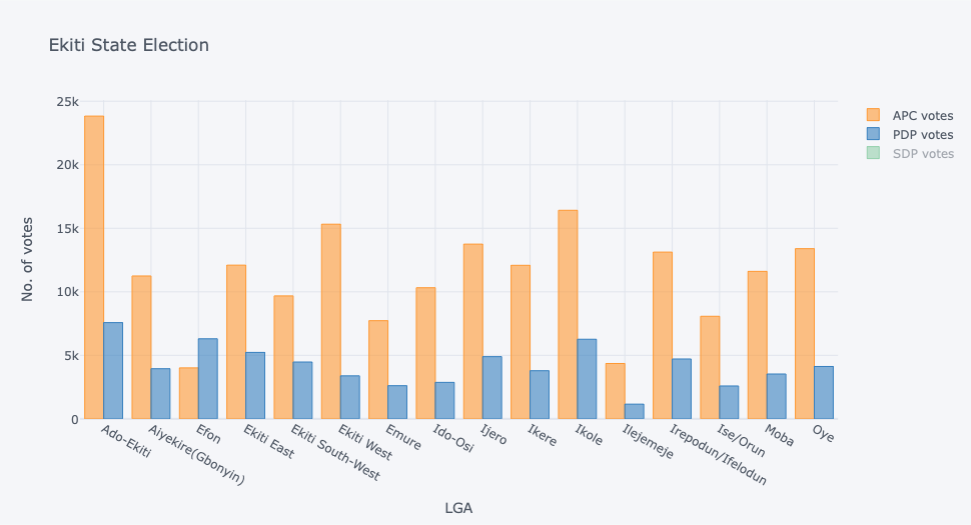 Ekiti State Election
25k
20k
15k
10k
5k
0
No. of votes
APC votes
PDP votes
SDP votes
Ado-Ekiti
Aiyekire(Gbonyin)
Efon
Ekiti East
Ekiti South-West
Ekiti West
Emure
Ido-Osi
Ijero
Ikere
Ikole
Ilejemeje
Irepodun/Ifelodun
Ise/Orun
Moba
Oye
LGA